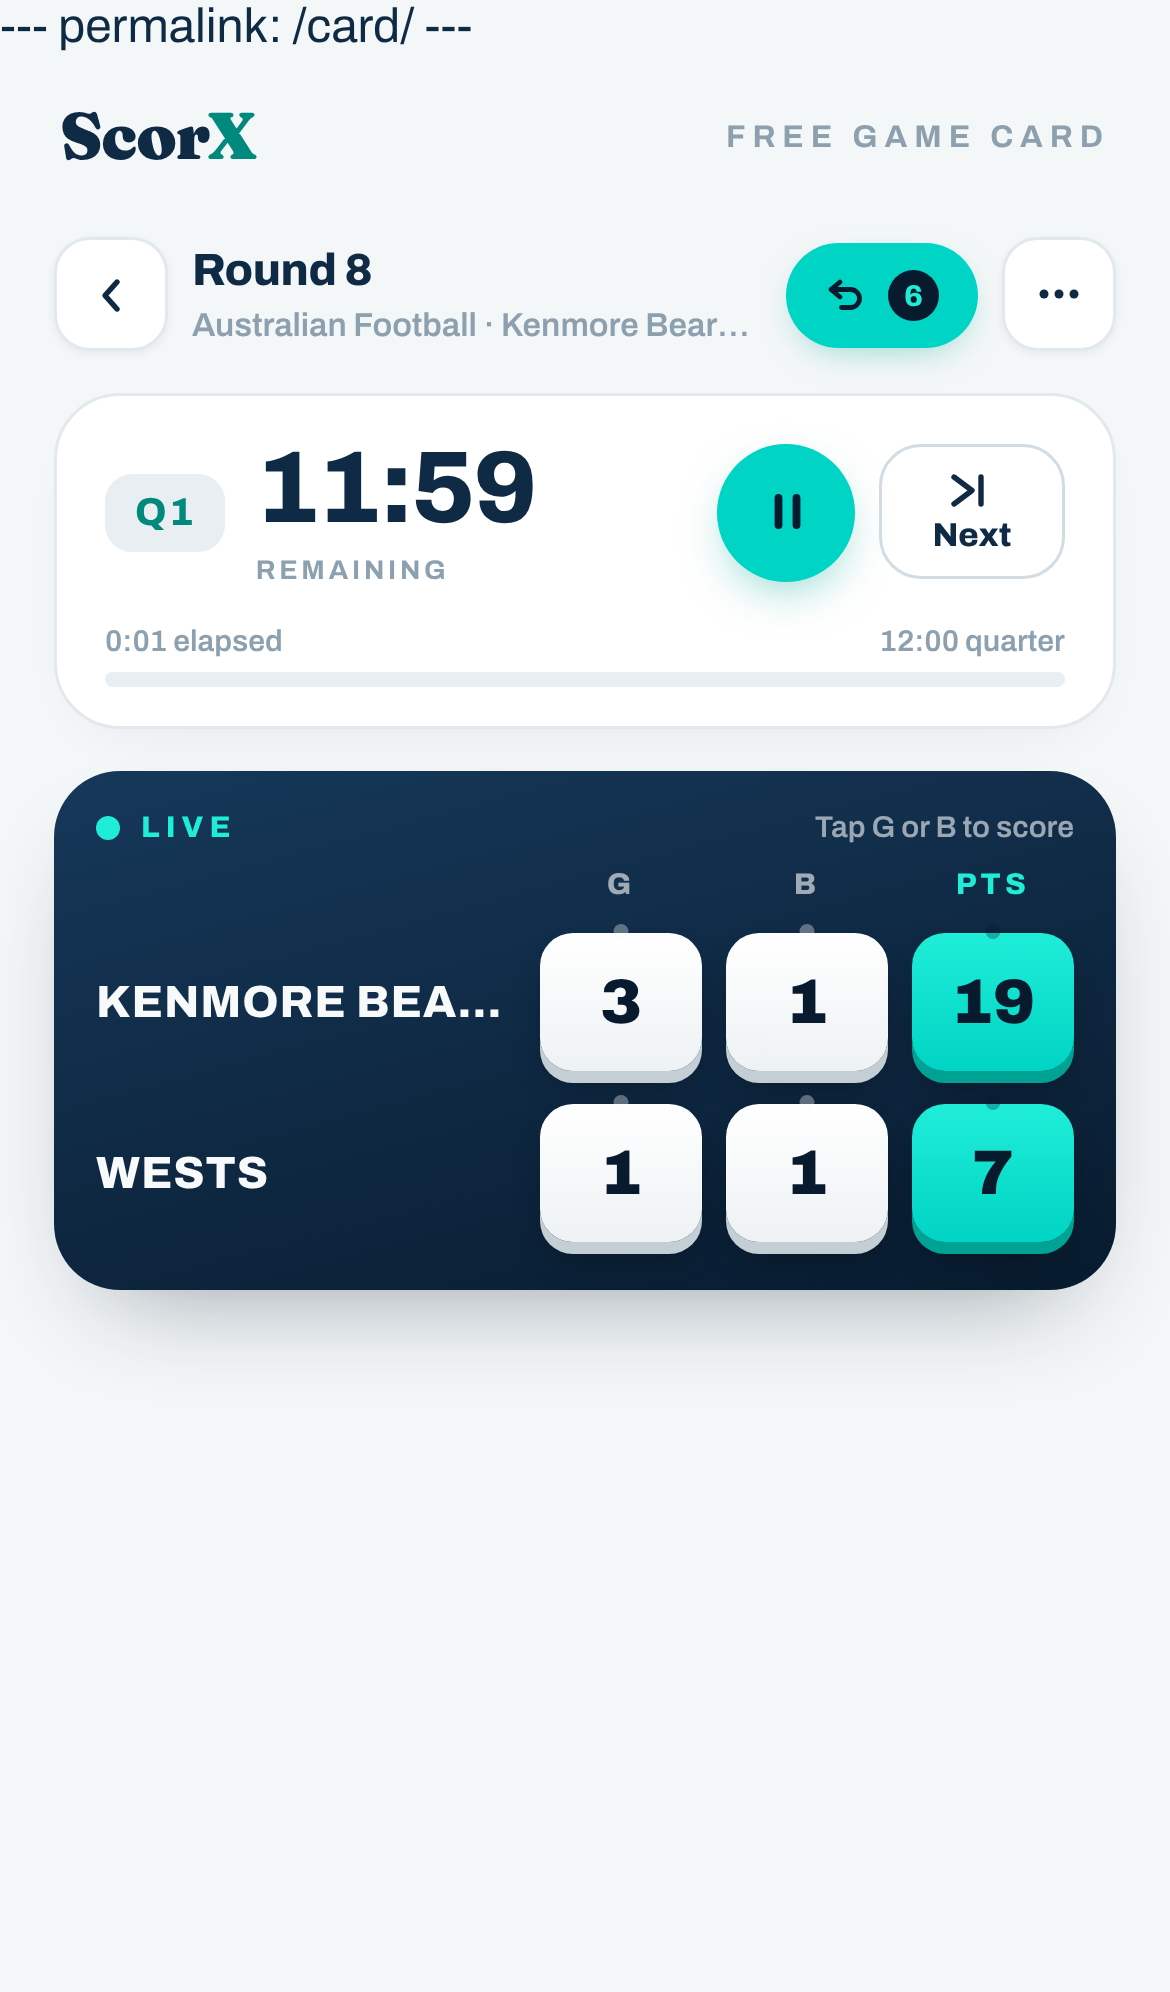 --- permalink: /card/ ---
ScorX
FREE GAME CARD
Round 8
Australian Football · Kenmore Bear...
6
Q1
11:59
REMAINING
Next
0:01 elapsed
12:00 quarter
LIVE
Tap G or B to score
G B PTS
KENMORE BEA... 3 1 19
WESTS 1 1 7